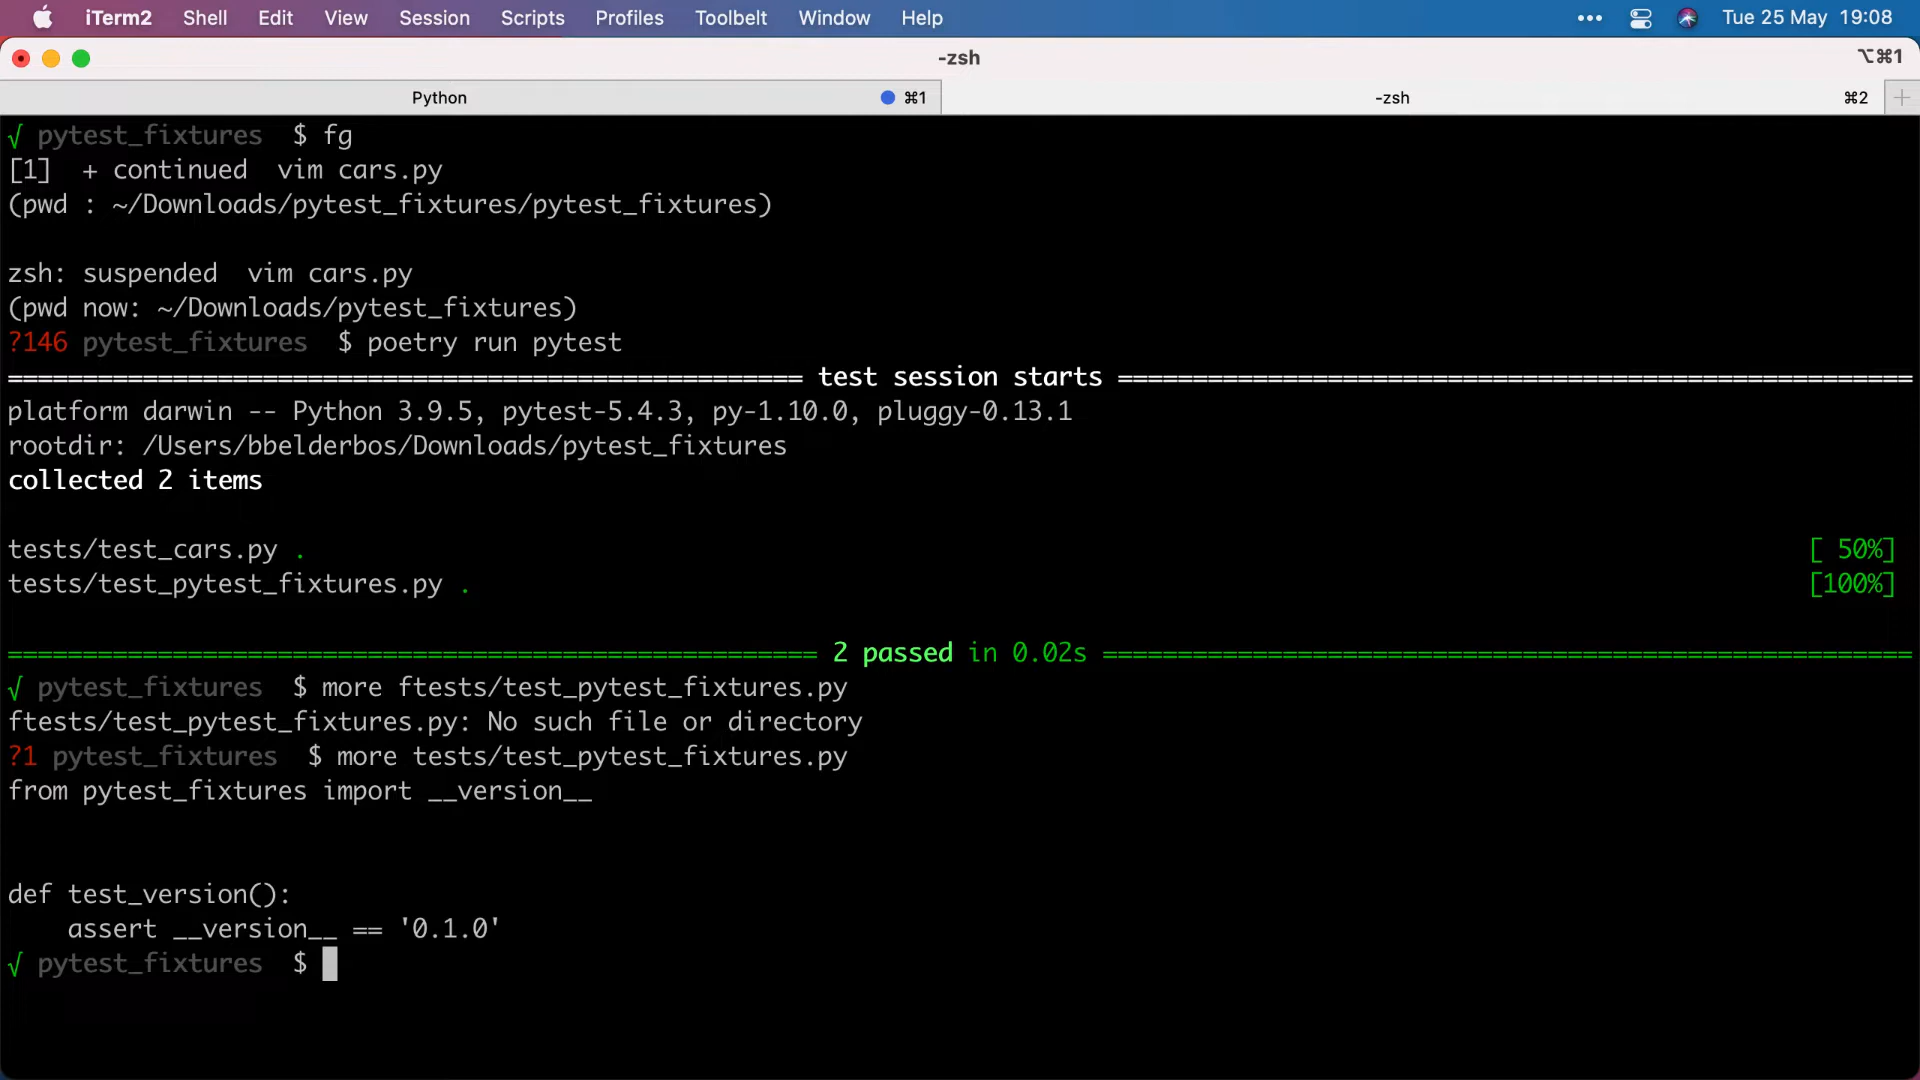 iTerm2 Shell Edit View Session Scripts Profiles Toolbelt Window Help ••• Tue 25 May 19:08
-zsh ⌥⌘1
Python ⌘1 -zsh ⌘2 +
√ pytest_fixtures $ fg
[1] + continued vim cars.py
(pwd : ~/Downloads/pytest_fixtures/pytest_fixtures)
zsh: suspended vim cars.py
(pwd now: ~/Downloads/pytest_fixtures)
?146 pytest_fixtures $ poetry run pytest
===================================================== test session starts =====================================================
platform darwin -- Python 3.9.5, pytest-5.4.3, py-1.10.0, pluggy-0.13.1
rootdir: /Users/bbelderbos/Downloads/pytest_fixtures
collected 2 items
tests/test_cars.py . [ 50%]
tests/test_pytest_fixtures.py . [100%]
====================================================== 2 passed in 0.02s ======================================================
√ pytest_fixtures $ more ftests/test_pytest_fixtures.py
ftests/test_pytest_fixtures.py: No such file or directory
?1 pytest_fixtures $ more tests/test_pytest_fixtures.py
from pytest_fixtures import __version__
def test_version():
    assert __version__ == '0.1.0'
√ pytest_fixtures $